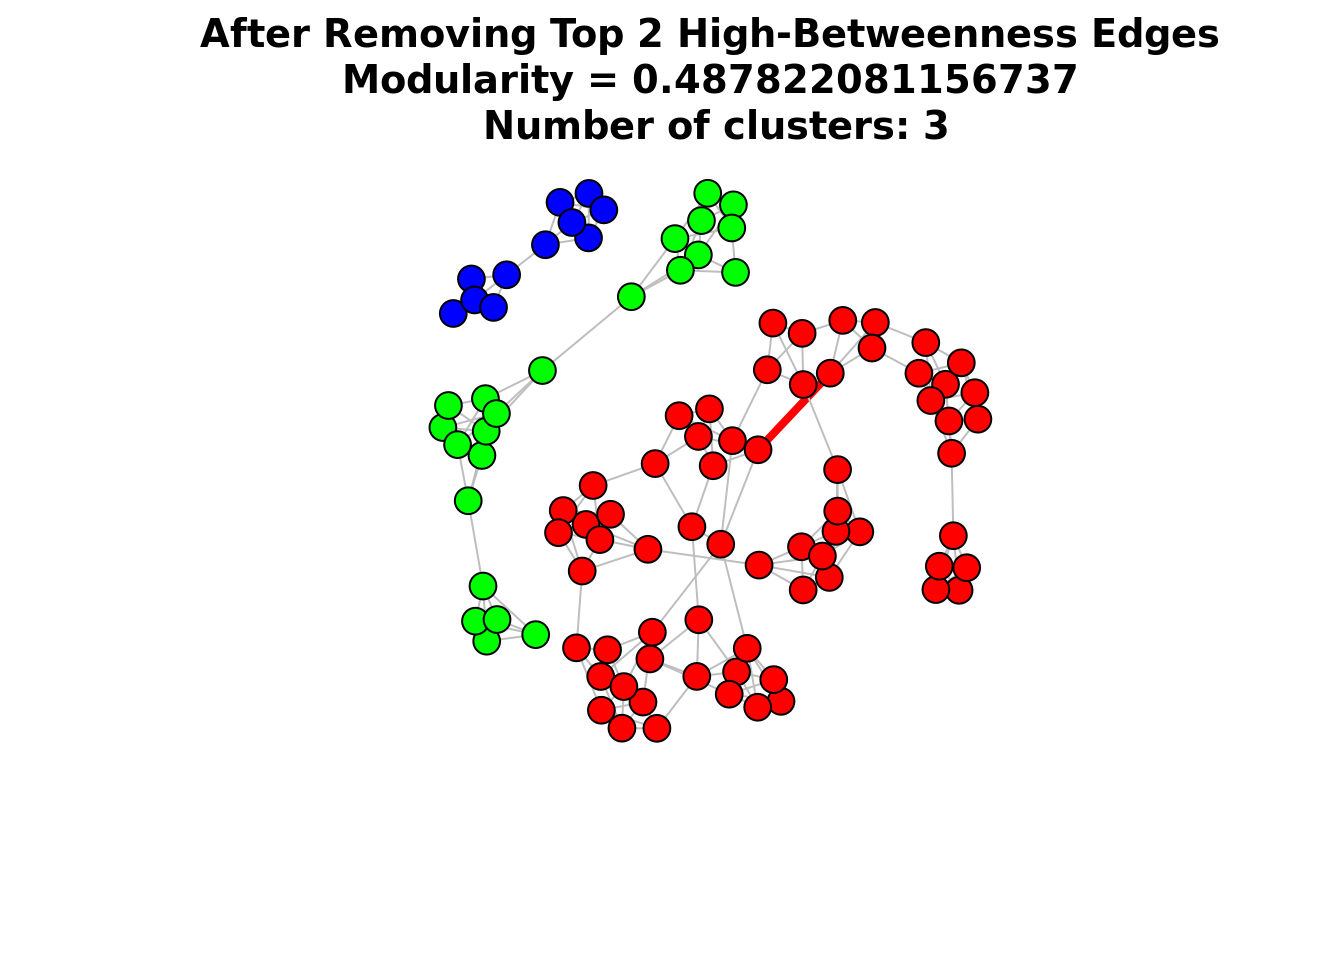 After Removing Top 2 High-Betweenness Edges
Modularity = 0.487822081156737
Number of clusters: 3